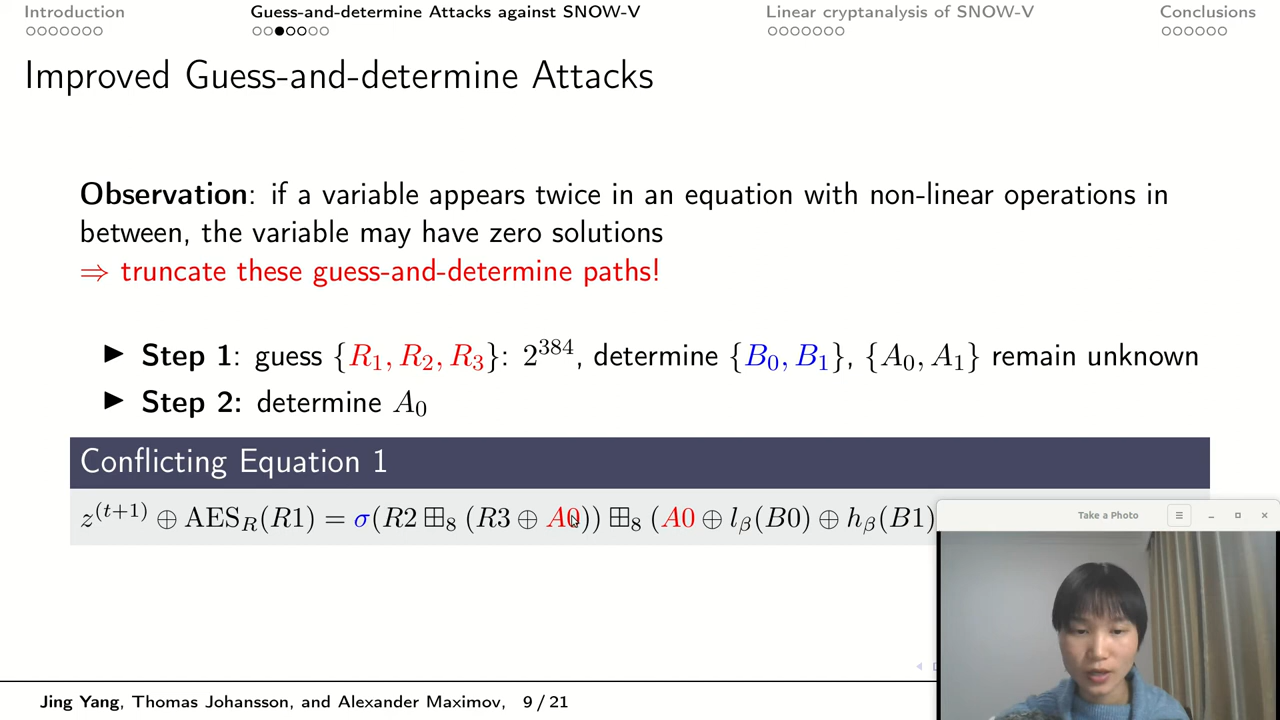 Introduction
Guess-and-determine Attacks against SNOW-V
Linear cryptanalysis of SNOW-V
Conclusions
Improved Guess-and-determine Attacks
Observation: if a variable appears twice in an equation with non-linear operations in
between, the variable may have zero solutions
⇒ truncate these guess-and-determine paths!
▶ Step 1: guess {R₁, R₂, R₃}: 2³⁸⁴, determine {B₀, B₁}, {A₀, A₁} remain unknown
▶ Step 2: determine A₀
Conflicting Equation 1
z⁽ᵗ⁺¹⁾ ⊕ AES_R(R1) = σ(R2 ⊞₈ (R3 ⊕ A0)) ⊞₈ (A0 ⊕ l_β(B0) ⊕ h_β(B1)
Take a Photo
Jing Yang, Thomas Johansson, and Alexander Maximov, 9 / 21